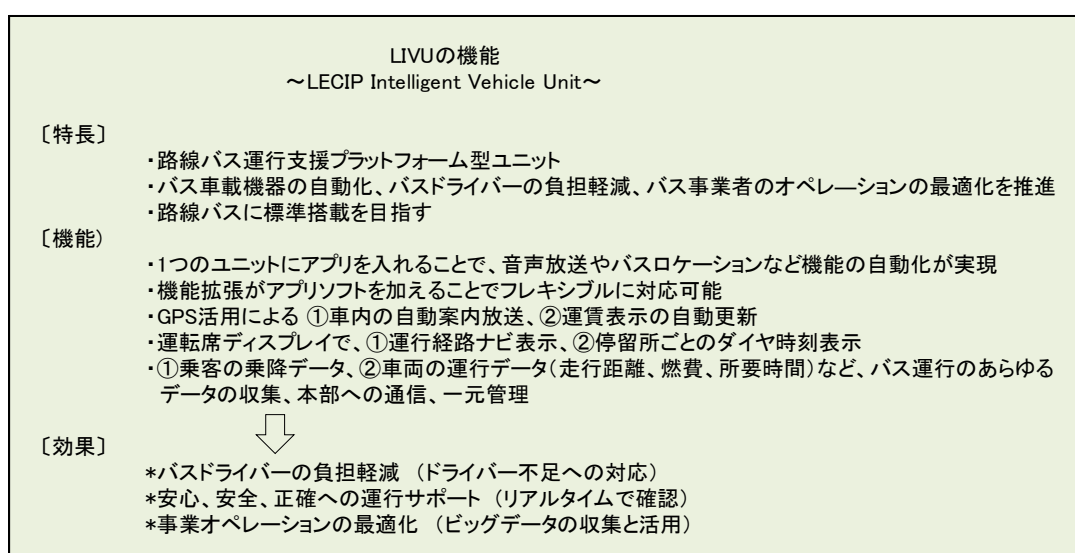 LIVUの機能
～LECIP Intelligent Vehicle Unit～
〔特長〕
・路線バス運行支援プラットフォーム型ユニット
・バス車載機器の自動化、バスドライバーの負担軽減、バス事業者のオペレ―ションの最適化を推進
・路線バスに標準搭載を目指す
〔機能)
・1つのユニットにアプリを入れることで、音声放送やバスロケーションなど機能の自動化が実現
・機能拡張がアプリソフトを加えることでフレキシブルに対応可能
・GPS活用による ①車内の自動案内放送、②運賃表示の自動更新
・運転席ディスプレイで、①運行経路ナビ表示、②停留所ごとのダイヤ時刻表示
・①乗客の乗降データ、②車両の運行データ（走行距離、燃費、所要時間）など、バス運行のあらゆる
データの収集、本部への通信、一元管理
〔効果〕
*バスドライバーの負担軽減 （ドライバー不足への対応）
*安心、安全、正確への運行サポート （リアルタイムで確認）
*事業オペレーションの最適化 （ビッグデータの収集と活用）